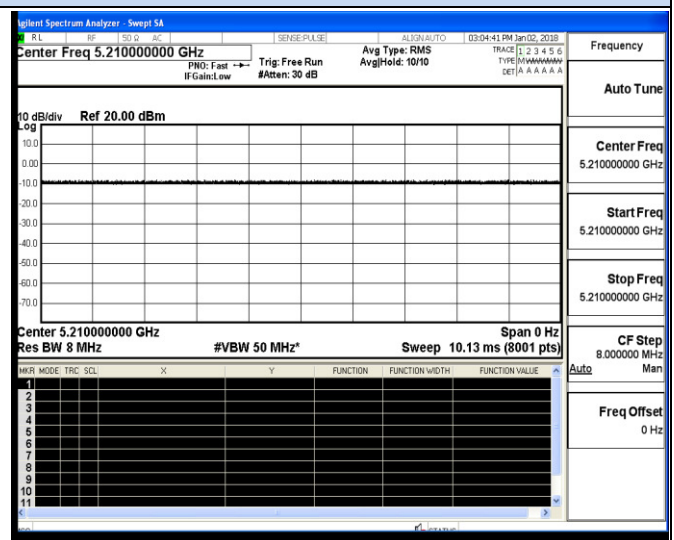 Agilent Spectrum Analyzer - Swept SA
RL RF 50 Ω AC SENSE:PULSE ALIGN AUTO 03:04:41 PM Jan 02, 2018
Center Freq 5.210000000 GHz
PNO: Fast
IFGain:Low
Trig: Free Run
#Atten: 30 dB
Avg Type: RMS
Avg|Hold: 10/10
TRACE 1 2 3 4 5 6
TYPE MWWWWW
DET A A A A A A
10 dB/div Ref 20.00 dBm
Log
10.0
0.00
-10.0
-20.0
-30.0
-40.0
-50.0
-60.0
-70.0
Center 5.210000000 GHz Span 0 Hz
Res BW 8 MHz #VBW 50 MHz* Sweep 10.13 ms (8001 pts)
MKR MODE TRC SCL X Y FUNCTION FUNCTION WIDTH FUNCTION VALUE
1
2
3
4
5
6
7
8
9
10
11
STATUS
Frequency
Auto Tune
Center Freq
5.210000000 GHz
Start Freq
5.210000000 GHz
Stop Freq
5.210000000 GHz
CF Step
8.000000 MHz
Auto Man
Freq Offset
0 Hz